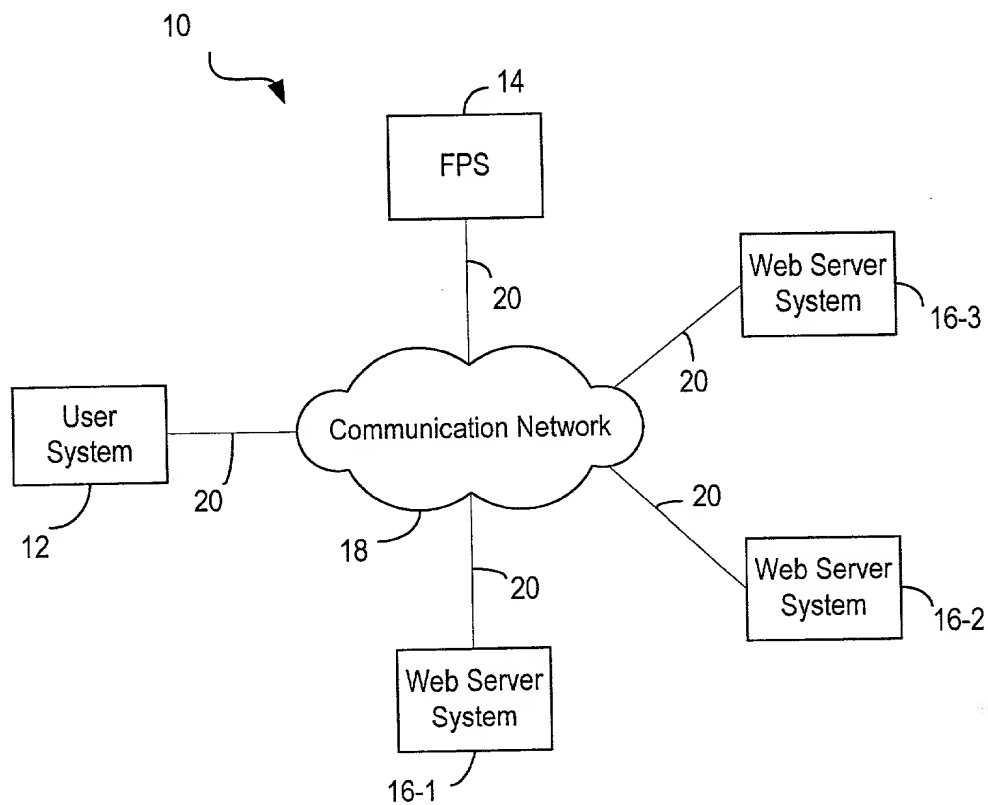 10
14
FPS
20
Web Server
System
16-3
20
User
System
20
12
Communication Network
18
20
Web Server
System
16-2
20
Web Server
System
16-1